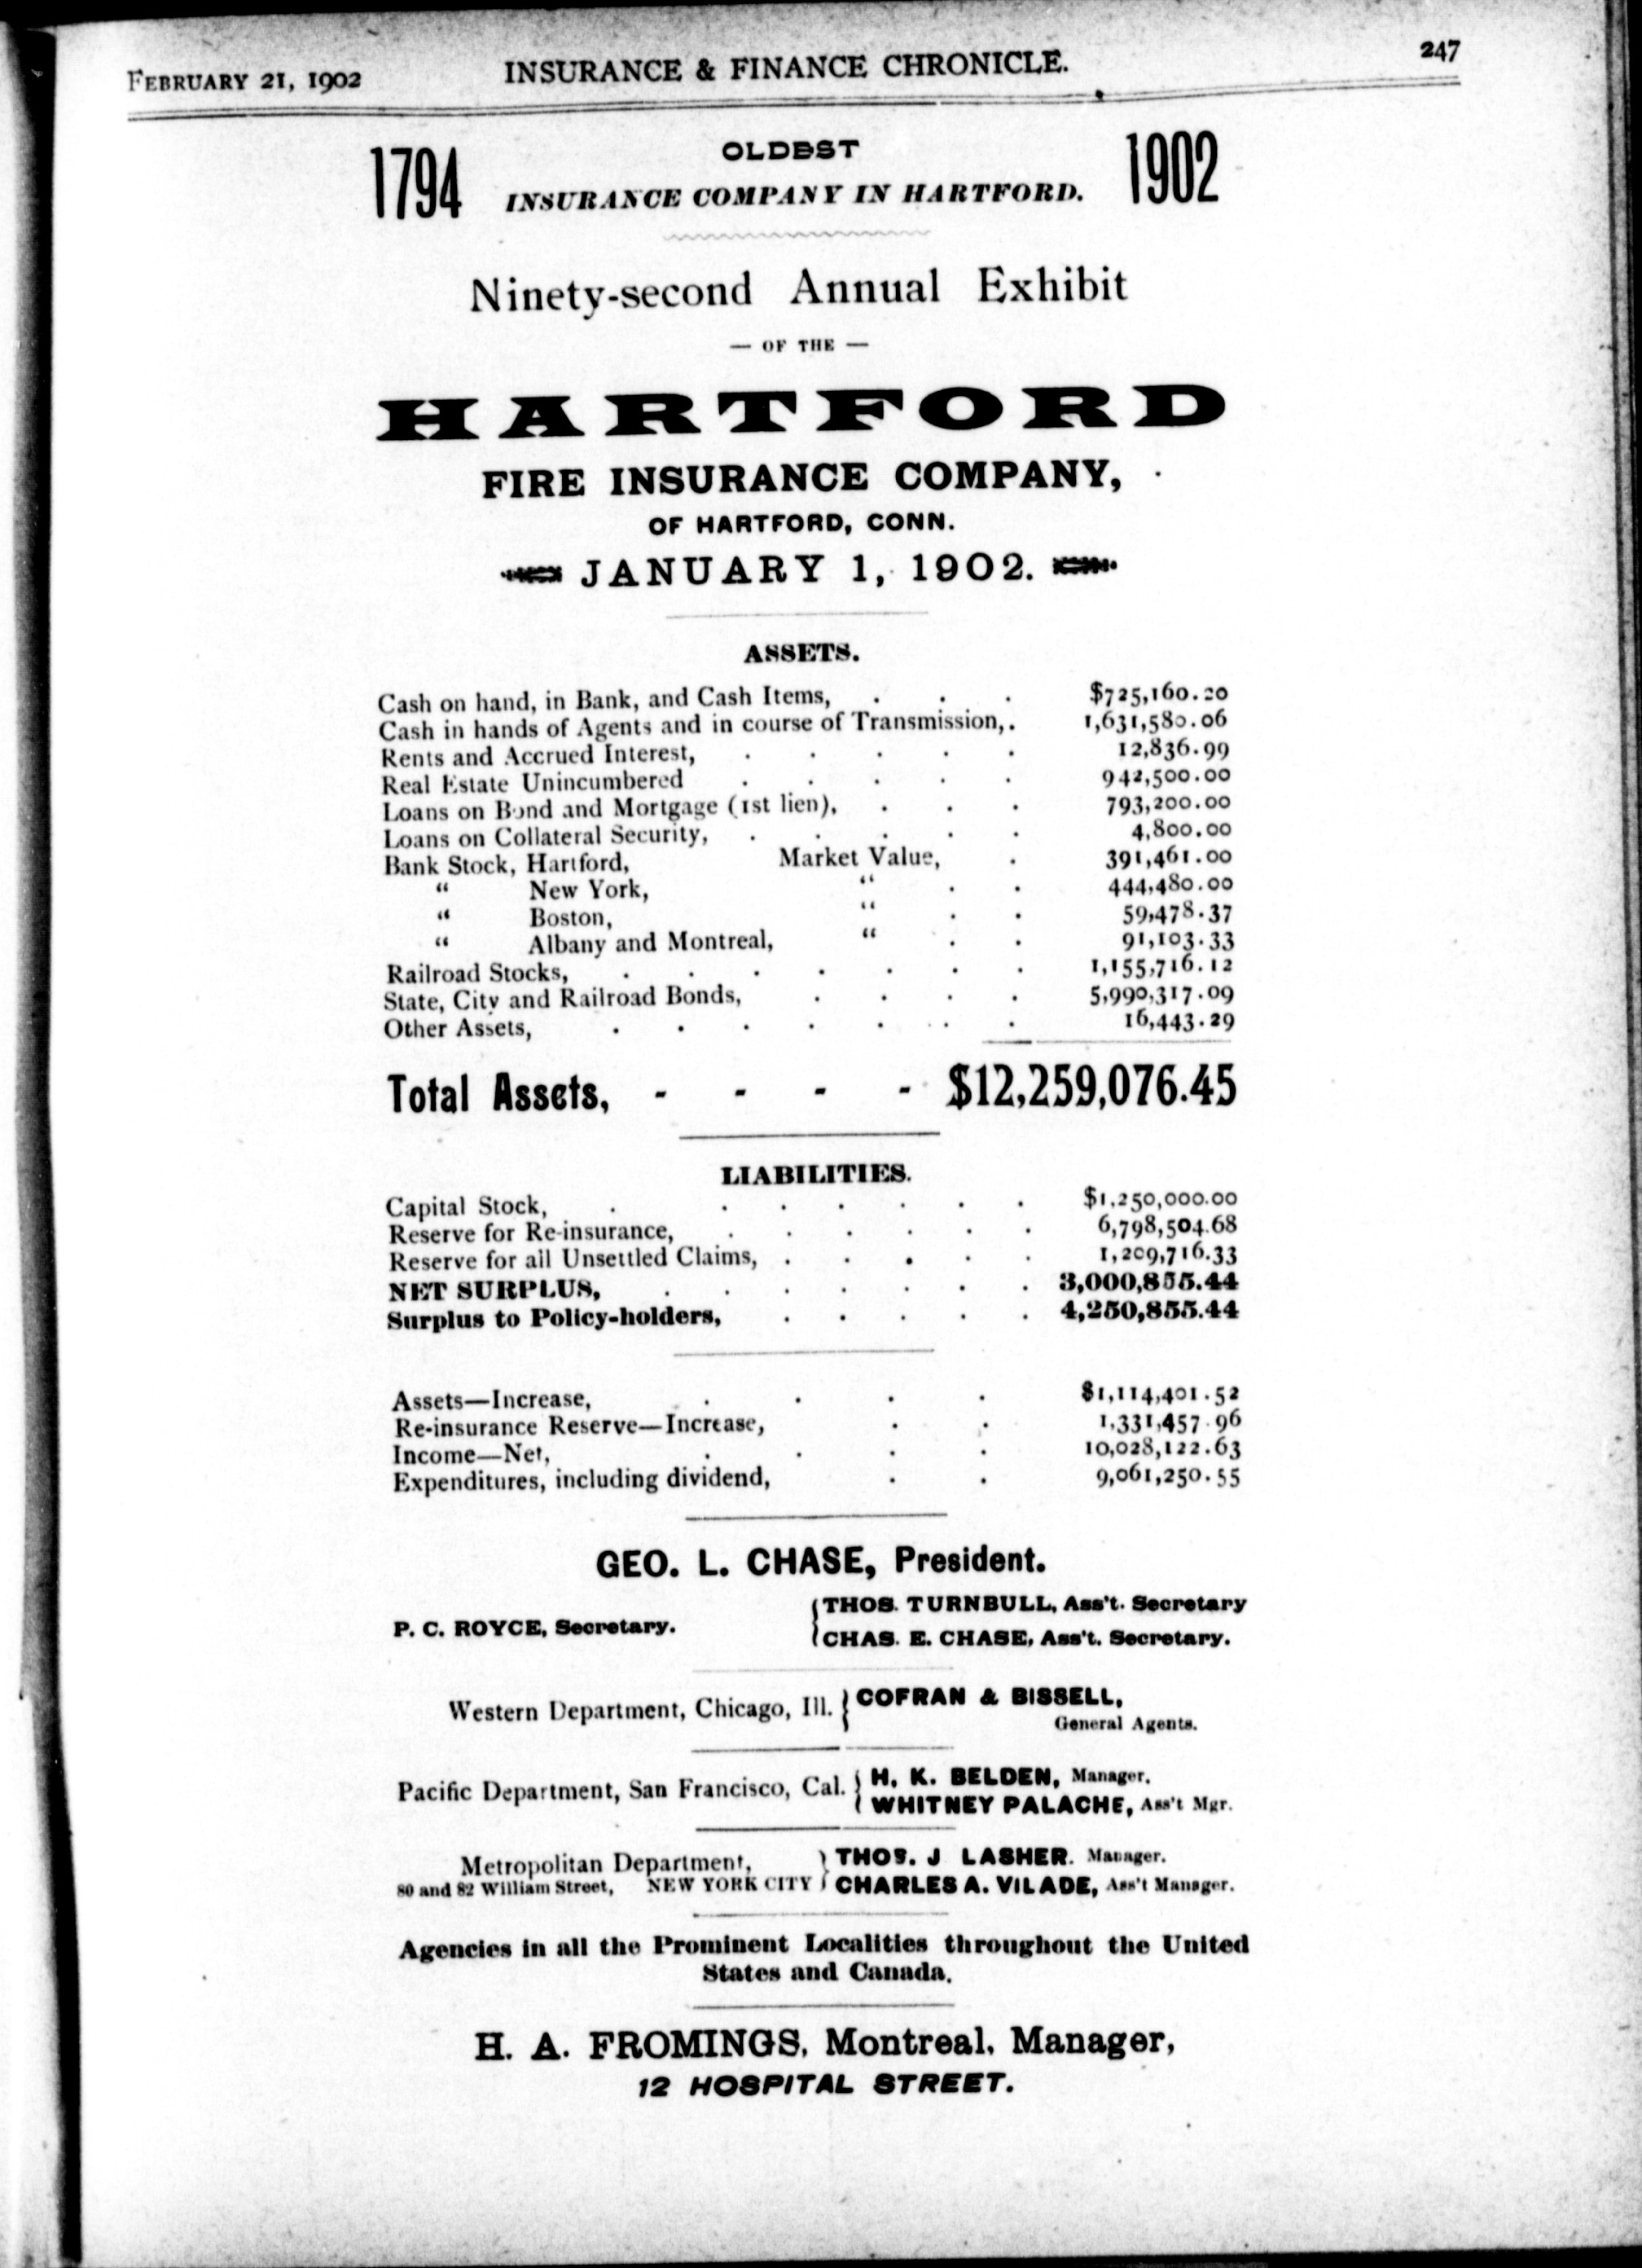 FEBRUARY 21, 1902 INSURANCE & FINANCE CHRONICLE. 247
1794 OLDEST 1902
INSURANCE COMPANY IN HARTFORD.
Ninety-second Annual Exhibit
— OF THE —
HARTFORD
FIRE INSURANCE COMPANY,
OF HARTFORD, CONN.
JANUARY 1, 1902.
ASSETS.
Cash on hand, in Bank, and Cash Items, . . . $725,160.20
Cash in hands of Agents and in course of Transmission,. 1,631,580.06
Rents and Accrued Interest, . . . . . 12,836.99
Real Estate Unincumbered . . . . . 942,500.00
Loans on Bond and Mortgage (1st lien), . . . 793,200.00
Loans on Collateral Security, . . . . . 4,800.00
Bank Stock, Hartford, Market Value, . 391,461.00
“ New York, “ . . 444,480.00
“ Boston, “ . . 59,478.37
“ Albany and Montreal, “ . . 91,103.33
Railroad Stocks, . . . . . . . 1,155,716.12
State, City and Railroad Bonds, . . . . 5,990,317.09
Other Assets, . . . . . . . 16,443.29
Total Assets, - - - - $12,259,076.45
LIABILITIES.
Capital Stock, . . . . . . . $1,250,000.00
Reserve for Re-insurance, . . . . . . 6,798,504.68
Reserve for all Unsettled Claims, . . . . . 1,209,716.33
NET SURPLUS, . . . . . . . 3,000,855.44
Surplus to Policy-holders, . . . . . 4,250,855.44
Assets—Increase, . . . . $1,114,401.52
Re-insurance Reserve—Increase, . . 1,331,457.96
Income—Net, . . . . 10,028,122.63
Expenditures, including dividend, . . 9,061,250.55
GEO. L. CHASE, President.
THOS. TURNBULL, Ass't. Secretary
P. C. ROYCE, Secretary.
CHAS. E. CHASE, Ass't. Secretary.
Western Department, Chicago, Ill. COFRAN & BISSELL,
General Agents.
Pacific Department, San Francisco, Cal. H. K. BELDEN, Manager.
WHITNEY PALACHE, Ass't Mgr.
Metropolitan Department, THOS. J LASHER. Manager.
80 and 82 William Street, NEW YORK CITY CHARLES A. VILADE, Ass't Manager.
Agencies in all the Prominent Localities throughout the United
States and Canada.
H. A. FROMINGS, Montreal, Manager,
12 HOSPITAL STREET.